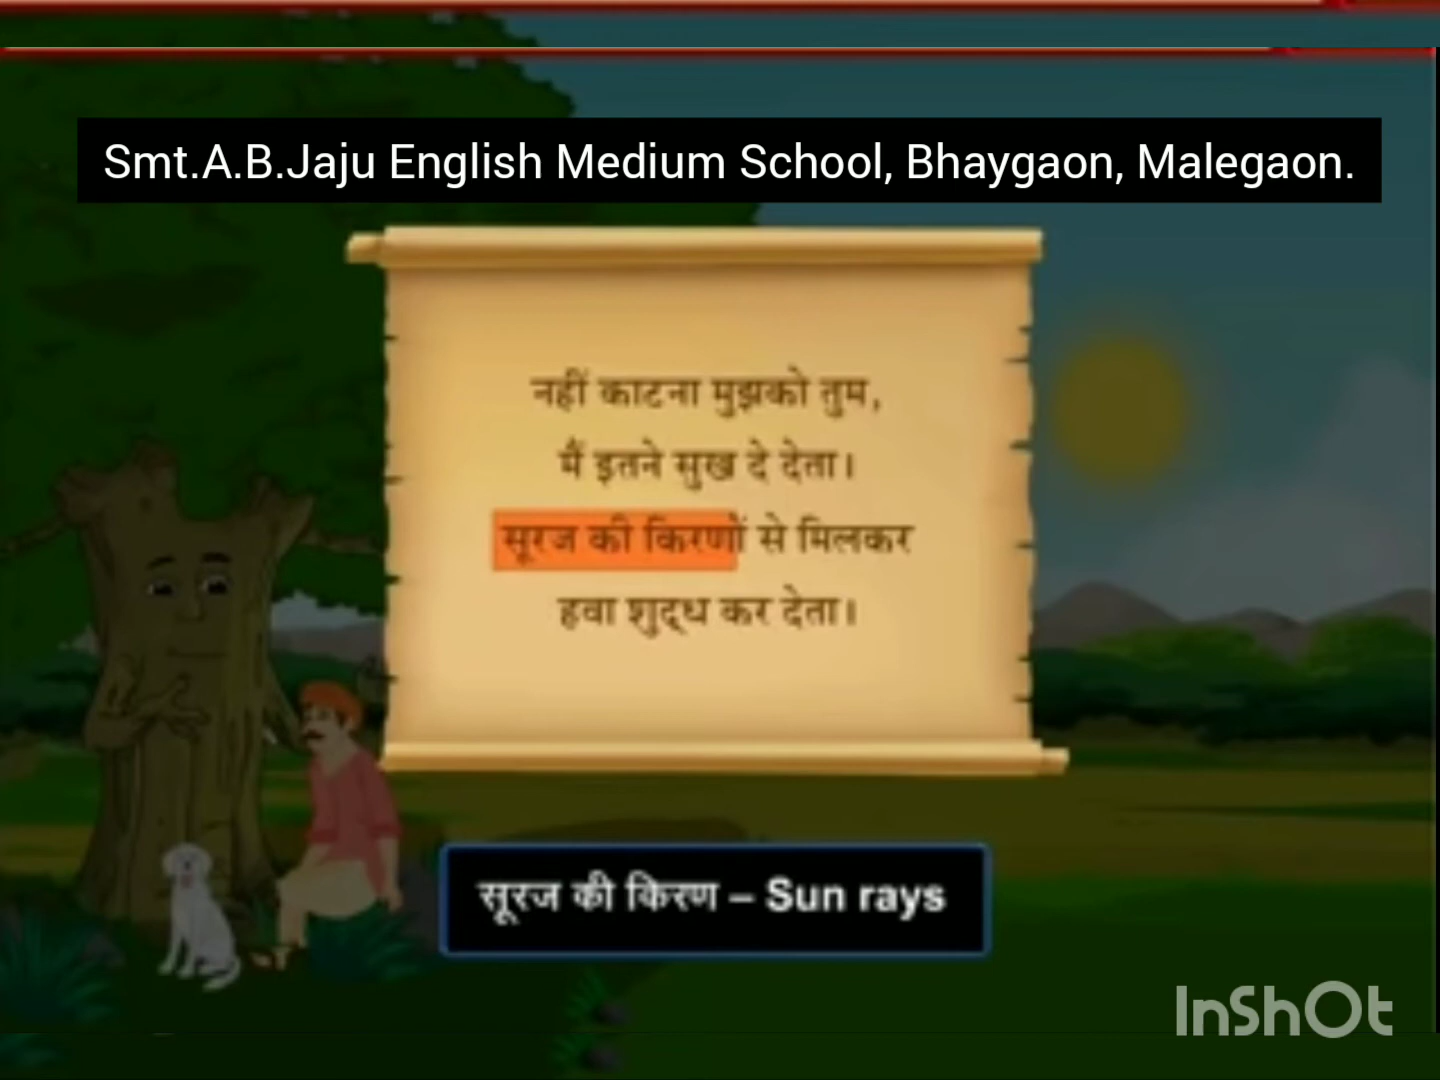 Smt.A.B.Jaju English Medium School, Bhaygaon, Malegaon.
नहीं काटना मुझको तुम,
मैं इतने सुख दे देता।
सूरज की किरणों से मिलकर
हवा शुद्ध कर देता।
सूरज की किरण – Sun rays
InShOt